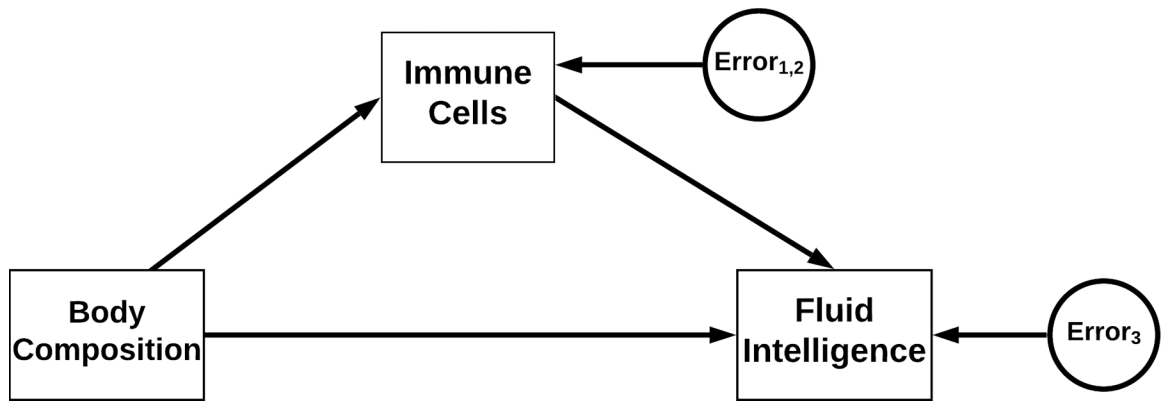 Immune
Cells
Error1,2
Body
Composition
Fluid
Intelligence
Error3